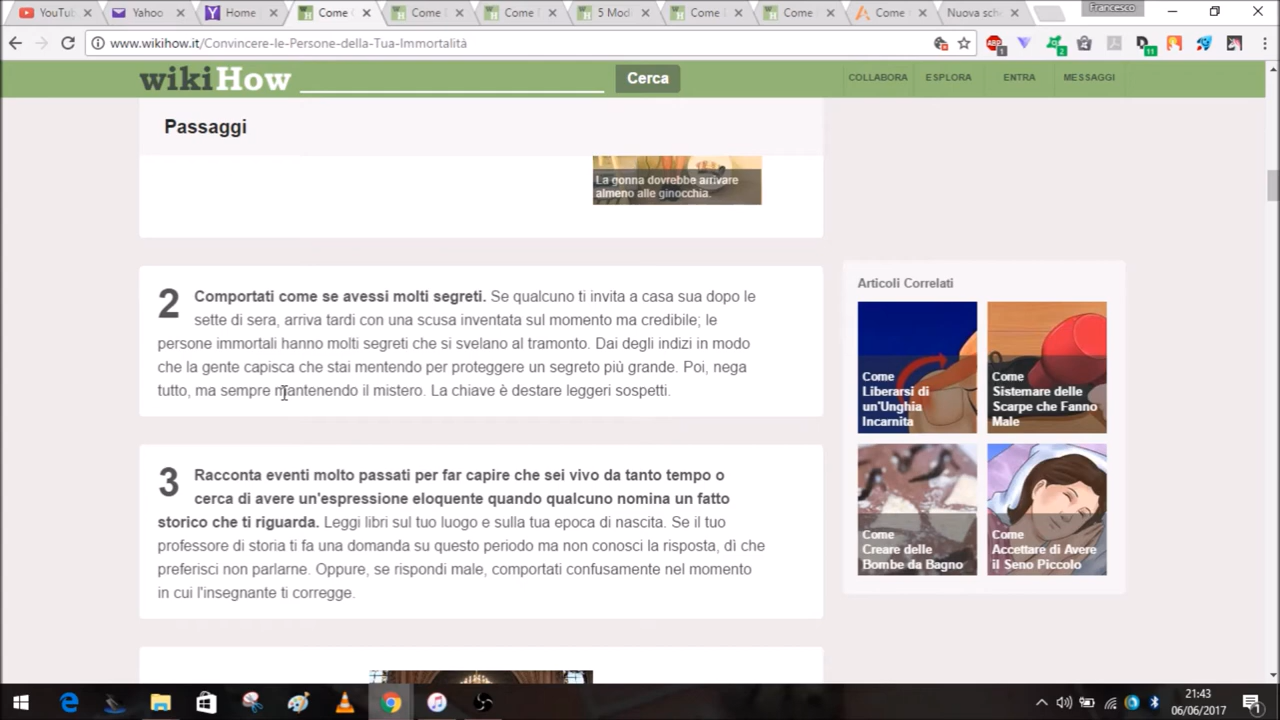 YouTub
Yahoo
Home
Come
Come
Come
5 Mod
Come
Come
Come
Nuova sch
Francesco
www.wikihow.it/Convincere-le-Persone-della-Tua-Immortalità
wikiHow
Cerca
COLLABORA
ESPLORA
ENTRA
MESSAGGI
Passaggi
La gonna dovrebbe arrivare
almeno alle ginocchia.
2
Comportati come se avessi molti segreti. Se qualcuno ti invita a casa sua dopo le
sette di sera, arriva tardi con una scusa inventata sul momento ma credibile; le
persone immortali hanno molti segreti che si svelano al tramonto. Dai degli indizi in modo
che la gente capisca che stai mentendo per proteggere un segreto più grande. Poi, nega
tutto, ma sempre mantenendo il mistero. La chiave è destare leggeri sospetti.
3
Racconta eventi molto passati per far capire che sei vivo da tanto tempo o
cerca di avere un'espressione eloquente quando qualcuno nomina un fatto
storico che ti riguarda. Leggi libri sul tuo luogo e sulla tua epoca di nascita. Se il tuo
professore di storia ti fa una domanda su questo periodo ma non conosci la risposta, dì che
preferisci non parlarne. Oppure, se rispondi male, comportati confusamente nel momento
in cui l'insegnante ti corregge.
Articoli Correlati
Come
Liberarsi di
un'Unghia
Incarnita
Come
Sistemare delle
Scarpe che Fanno
Male
Come
Creare delle
Bombe da Bagno
Come
Accettare di Avere
il Seno Piccolo
21:43
06/06/2017